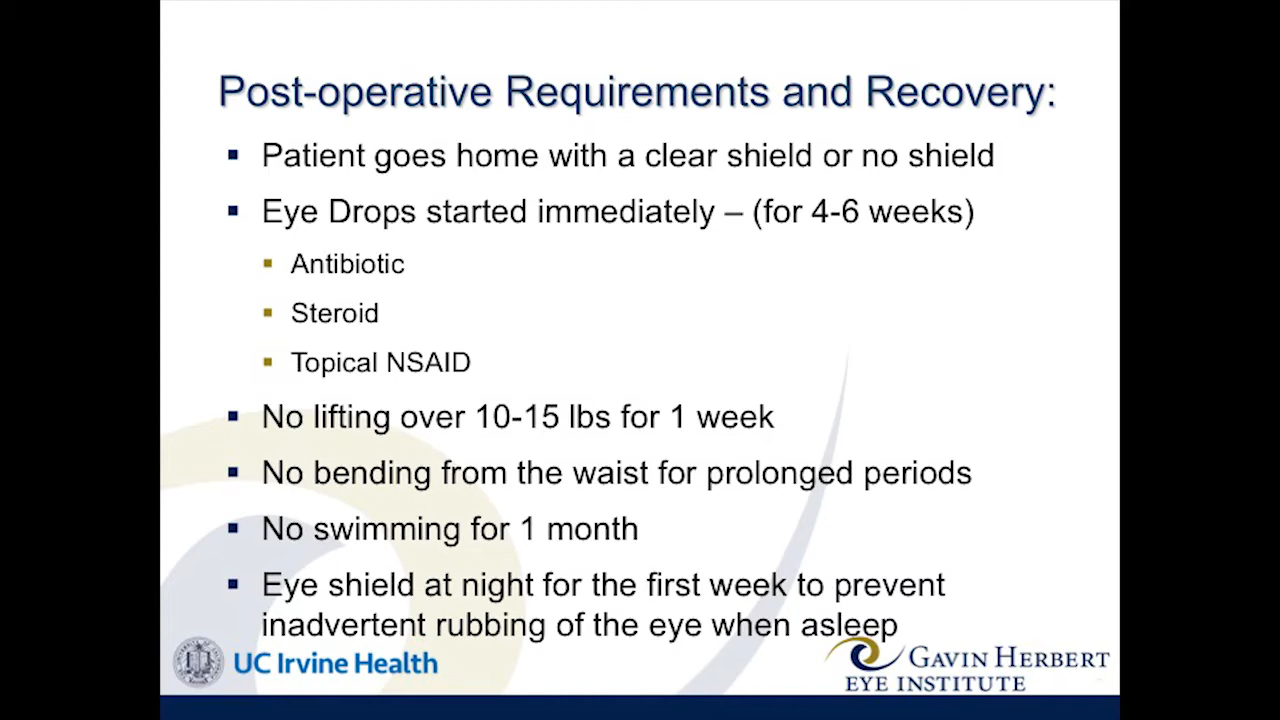 Post-operative Requirements and Recovery:
▪ Patient goes home with a clear shield or no shield
▪ Eye Drops started immediately – (for 4-6 weeks)
▪ Antibiotic
▪ Steroid
▪ Topical NSAID
▪ No lifting over 10-15 lbs for 1 week
▪ No bending from the waist for prolonged periods
▪ No swimming for 1 month
▪ Eye shield at night for the first week to prevent
inadvertent rubbing of the eye when asleep
UC Irvine Health
GAVIN HERBERT
EYE INSTITUTE